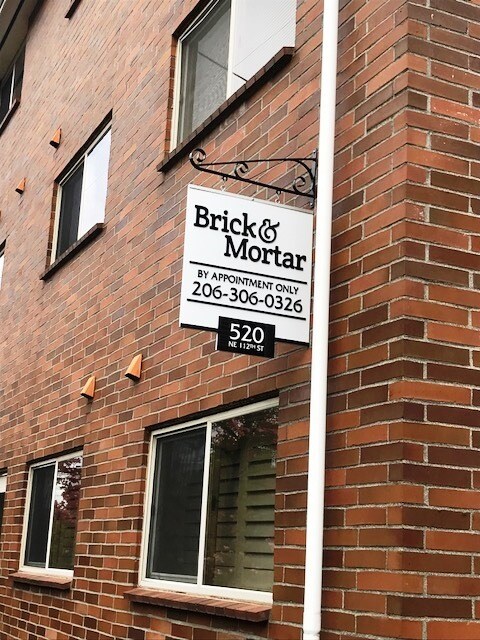 Brick &
Mortar
BY APPOINTMENT ONLY
206-306-0326
520
NE 112TH ST